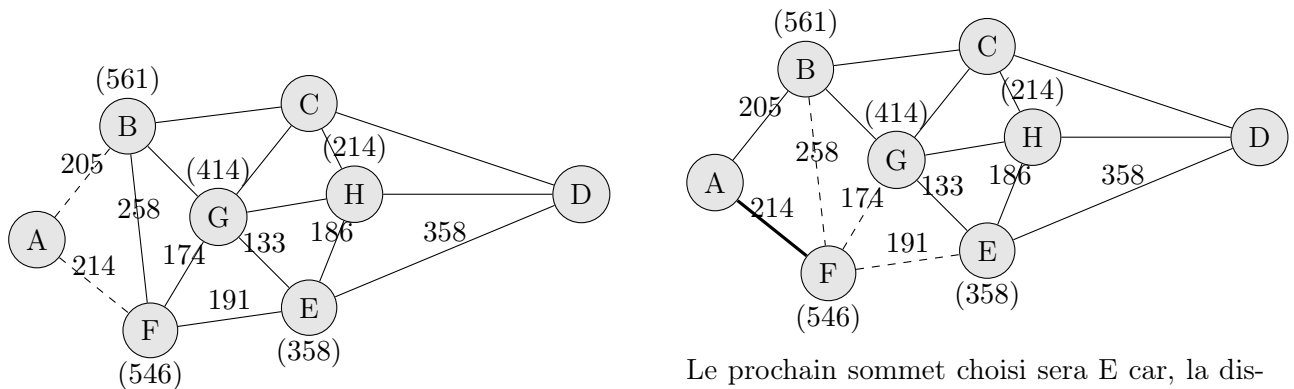 (561)
B
C
205
(414)
(214)
A
258
G
H
214
174
133
186
358
D
191
F
E
(546)
(358)
(561)
B
C
205
(414)
(214)
A
258
G
H
D
214
174
133
186
358
191
F
E
(546)
(358)
Le prochain sommet choisi sera E car, la dis-